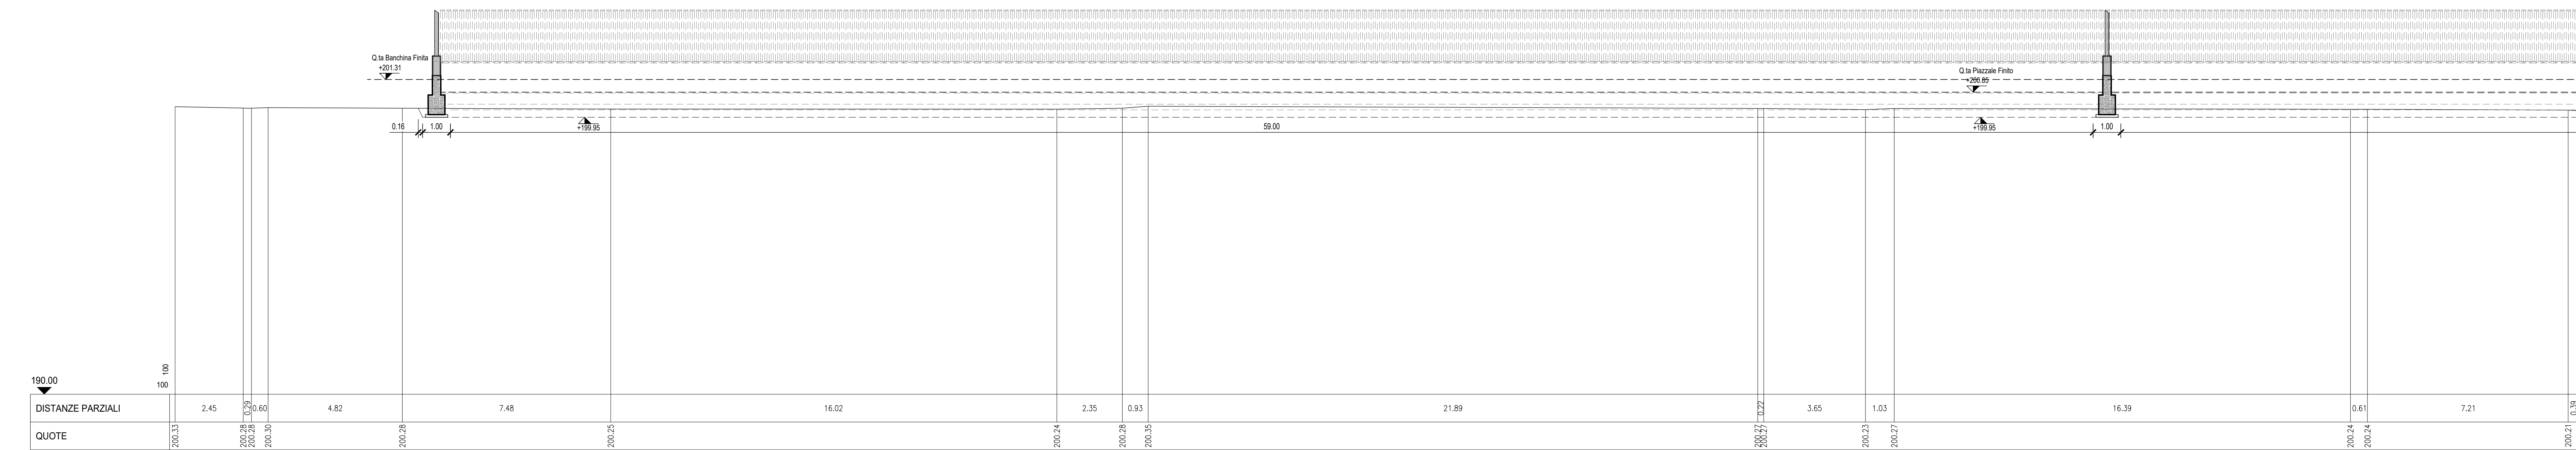 Q.ta Banchina Finita
+201.31
Q.ta Piazzale Finito
+200.85
0.16
1.00
+199.95
59.00
+199.95
1.00
100
100
190.00
DISTANZE PARZIALI 2.45 0.29 0.60 4.82 7.48 16.02 2.35 0.93 21.89 0.22 3.65 1.03 16.39 0.61 7.21 0.39
QUOTE 200.33 200.28 200.28 200.30 200.28 200.25 200.24 200.28 200.35 200.27 200.27 200.23 200.27 200.24 200.24 200.21